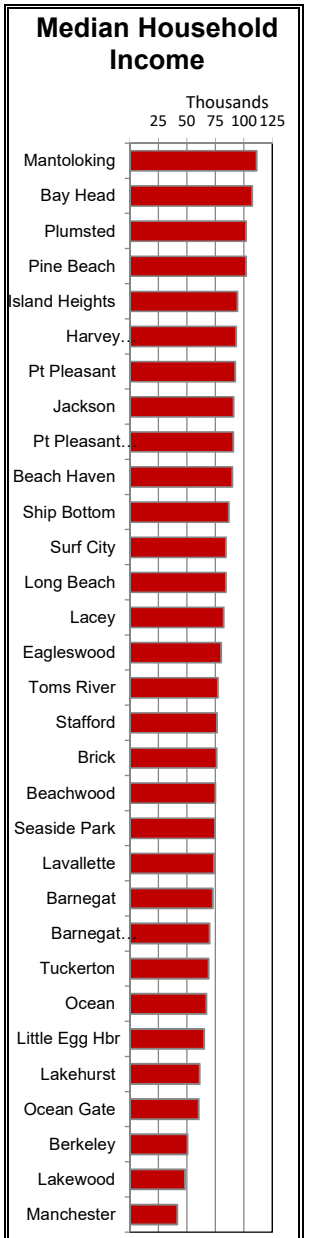 Median Household
Income
Thousands
25 50 75 100 125
Mantoloking
Bay Head
Plumsted
Pine Beach
Island Heights
Harvey…
Pt Pleasant
Jackson
Pt Pleasant…
Beach Haven
Ship Bottom
Surf City
Long Beach
Lacey
Eagleswood
Toms River
Stafford
Brick
Beachwood
Seaside Park
Lavallette
Barnegat
Barnegat…
Tuckerton
Ocean
Little Egg Hbr
Lakehurst
Ocean Gate
Berkeley
Lakewood
Manchester